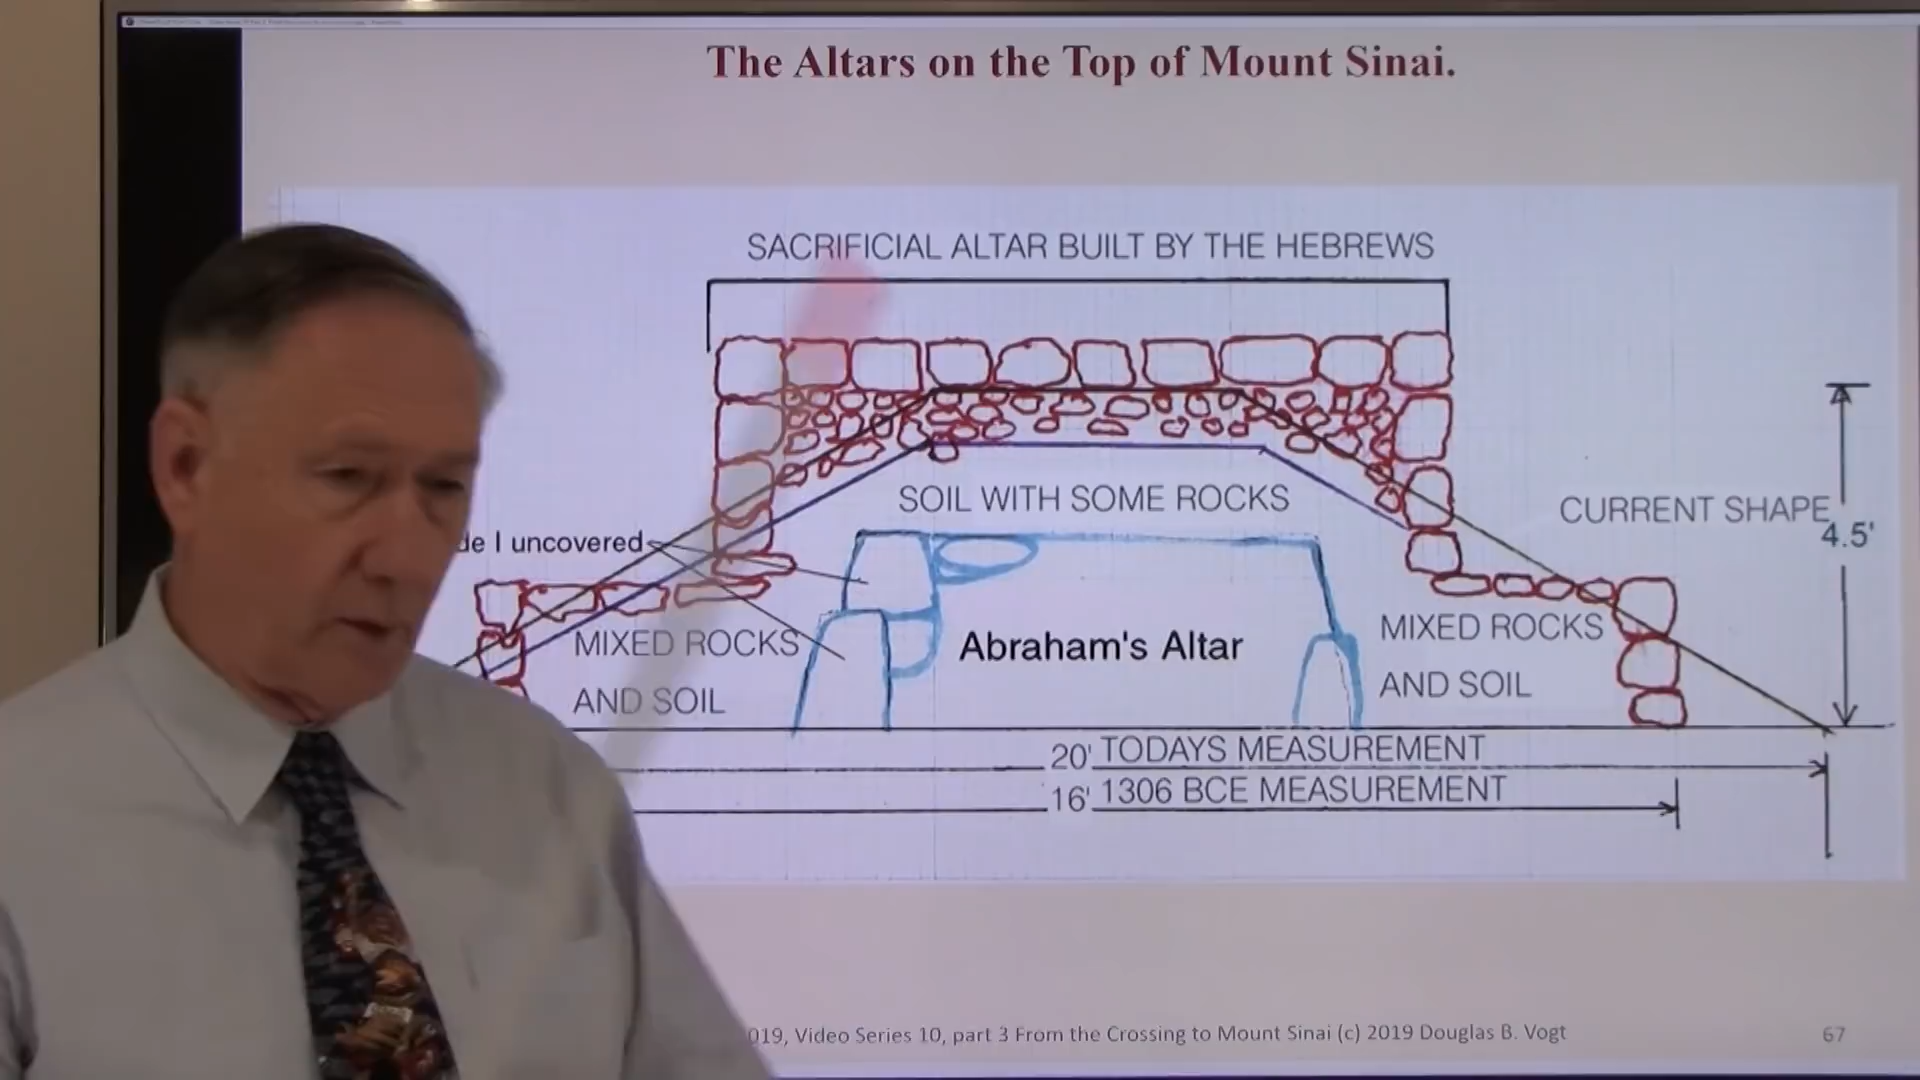 The Altars on the Top of Mount Sinai.
SACRIFICIAL ALTAR BUILT BY THE HEBREWS
SOIL WITH SOME ROCKS
CURRENT SHAPE
4.5'
de I uncovered
MIXED ROCKS
AND SOIL
Abraham's Altar
MIXED ROCKS
AND SOIL
20' TODAYS MEASUREMENT
16' 1306 BCE MEASUREMENT
019, Video Series 10, part 3 From the Crossing to Mount Sinai (c) 2019 Douglas B. Vogt
67